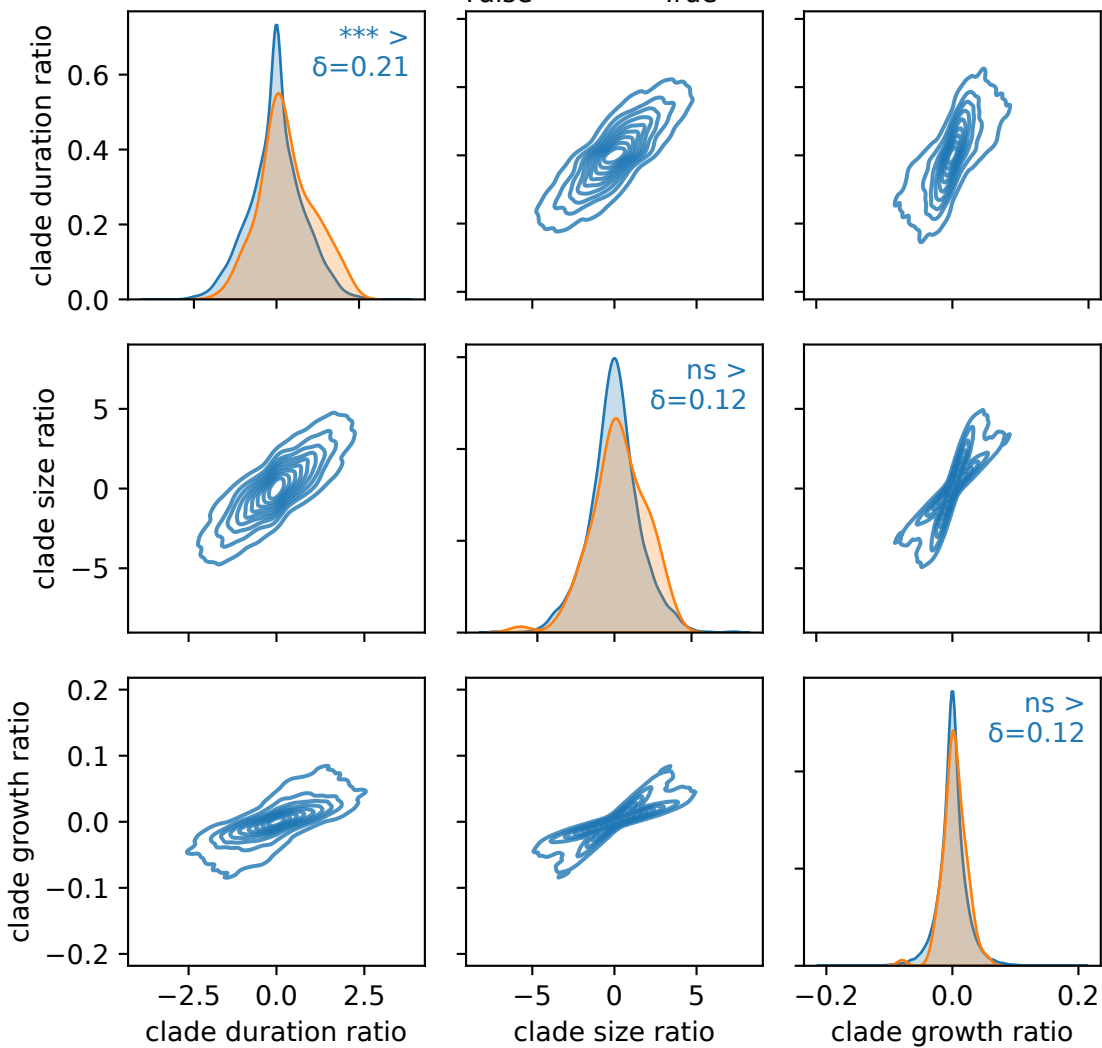 False True
clade duration ratio
0.6
0.4
0.2
0.0
*** >
δ=0.21
clade size ratio
5
0
−5
ns >
δ=0.12
clade growth ratio
0.2
0.1
0.0
−0.1
−0.2
ns >
δ=0.12
−2.5 0.0 2.5
−5 0 5
−0.2 0.0 0.2
clade duration ratio
clade size ratio
clade growth ratio